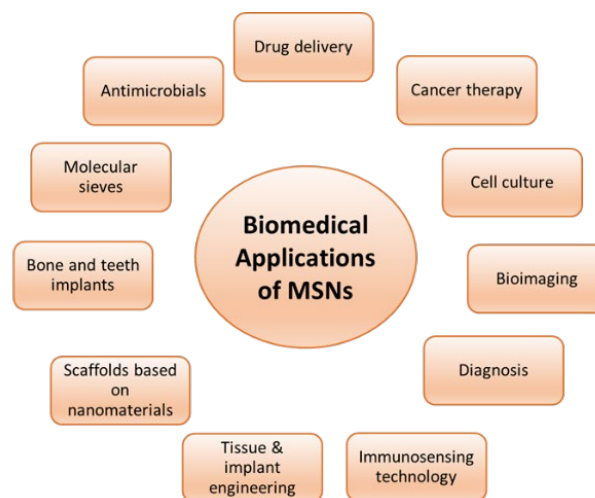 Drug delivery
Antimicrobials
Cancer therapy
Molecular
sieves
Cell culture
Biomedical
Applications
of MSNs
Bone and teeth
implants
Bioimaging
Scaffolds based
on
nanomaterials
Diagnosis
Tissue &
implant
engineering
Immunosensing
technology